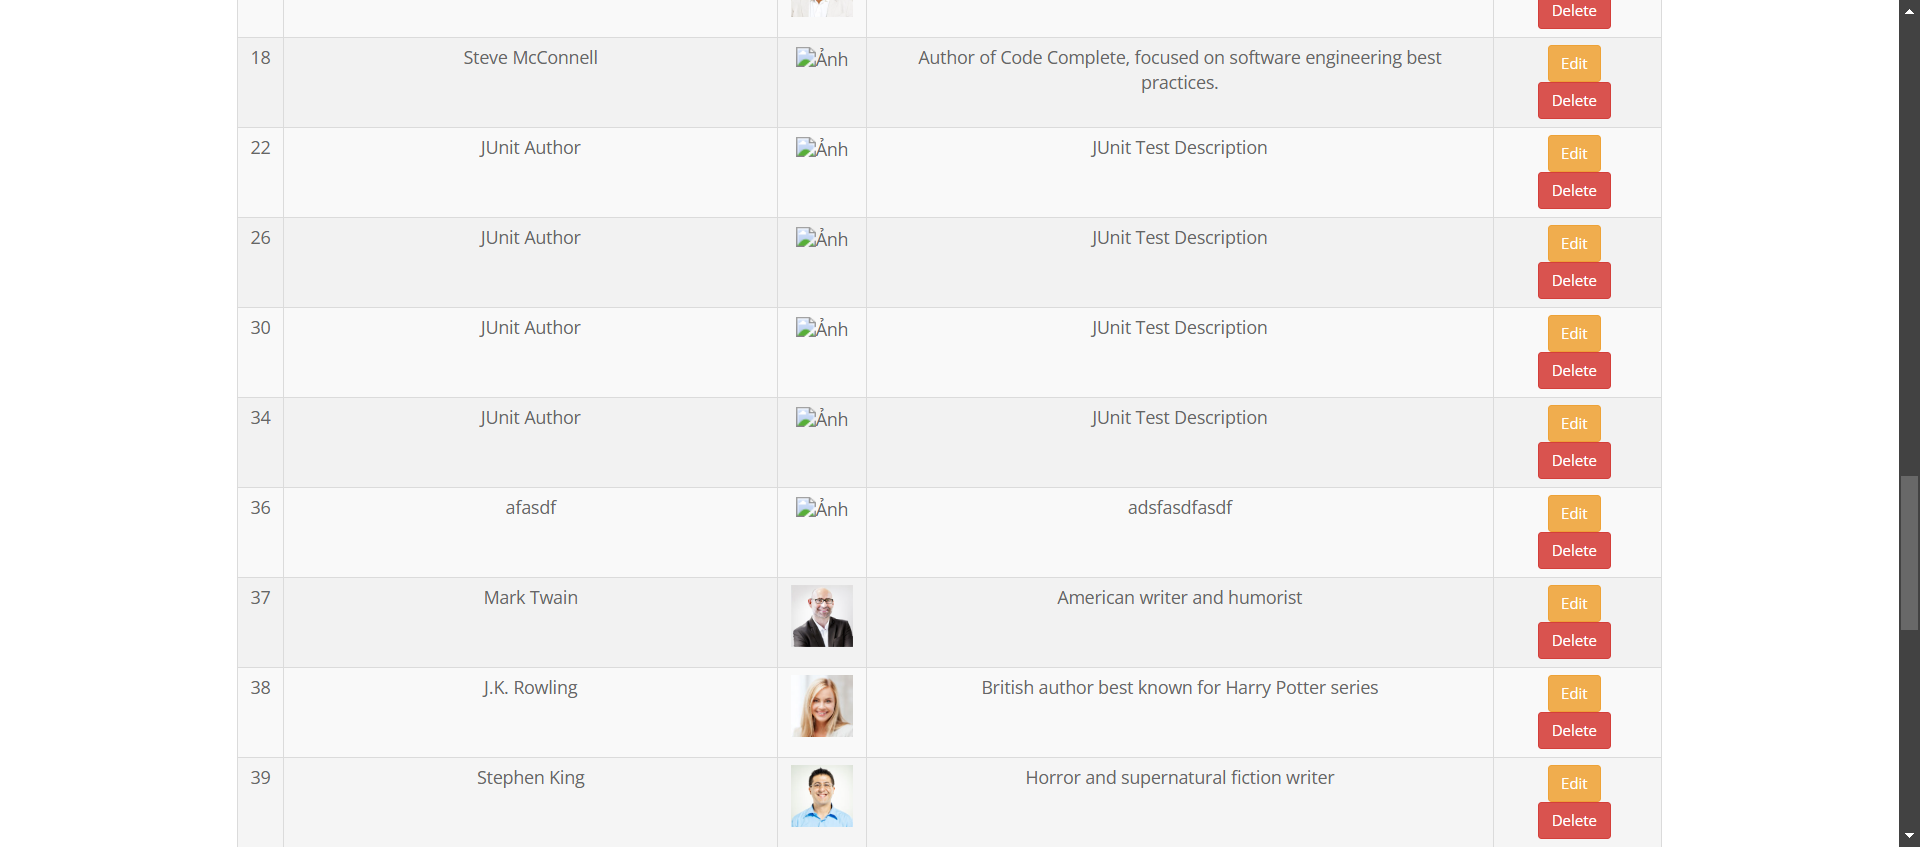 Delete
18 Steve McConnell Ảnh Author of Code Complete, focused on software engineering best Edit
practices.
Delete
22 JUnit Author Ảnh JUnit Test Description Edit
Delete
26 JUnit Author Ảnh JUnit Test Description Edit
Delete
30 JUnit Author Ảnh JUnit Test Description Edit
Delete
34 JUnit Author Ảnh JUnit Test Description Edit
Delete
36 afasdf Ảnh adsfasdfasdf Edit
Delete
37 Mark Twain American writer and humorist Edit
Delete
38 J.K. Rowling British author best known for Harry Potter series Edit
Delete
39 Stephen King Horror and supernatural fiction writer Edit
Delete